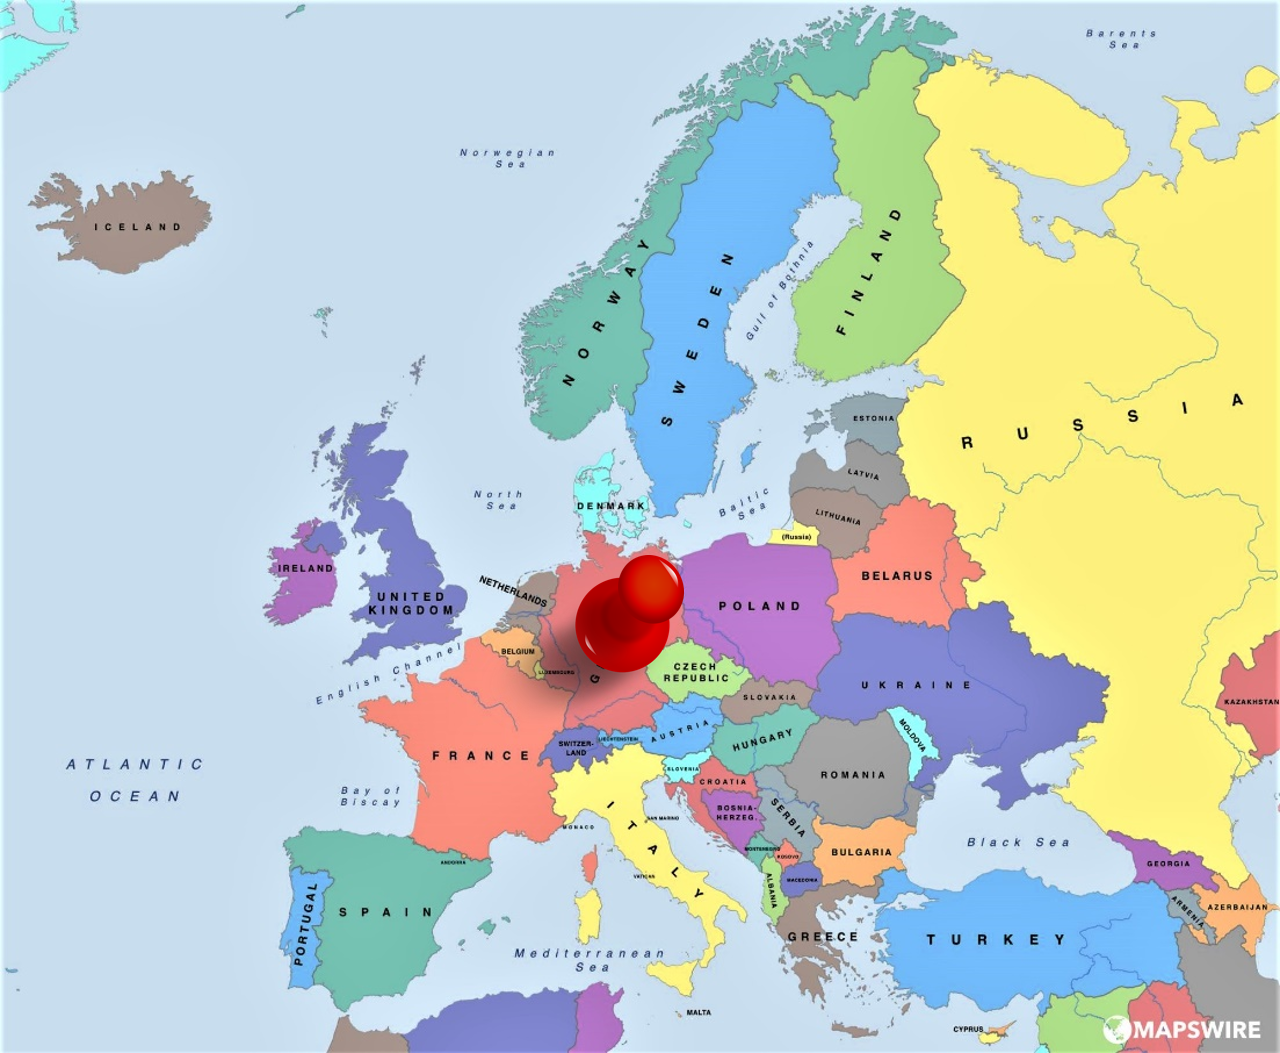 Barents
Sea
Norwegian
Sea
ICELAND
NORWAY
SWEDEN
FINLAND
Gulf of Bothnia
RUSSIA
ESTONIA
LATVIA
LITHUANIA
(Russia)
Baltic
Sea
North
Sea
DENMARK
IRELAND
UNITED
KINGDOM
NETHERLANDS
BELGIUM
LUXEMBOURG
G
POLAND
BELARUS
CZECH
REPUBLIC
SLOVAKIA
UKRAINE
KAZAKHSTAN
English Channel
FRANCE
SWITZER-
LAND
LIECHTENSTEIN
AUSTRIA
HUNGARY
MOLDOVA
ROMANIA
SLOVENIA
CROATIA
BOSNIA-
HERZEG.
SERBIA
ATLANTIC
OCEAN
Bay of
Biscay
MONACO
SAN MARINO
ITALY
VATICAN
MONTENEGRO
KOSOVO
BULGARIA
Black Sea
GEORGIA
ARMENIA
AZERBAIJAN
ANDORRA
PORTUGAL
SPAIN
ALBANIA
MACEDONIA
GREECE
TURKEY
Mediterranean
Sea
MALTA
CYPRUS
MAPSWIRE